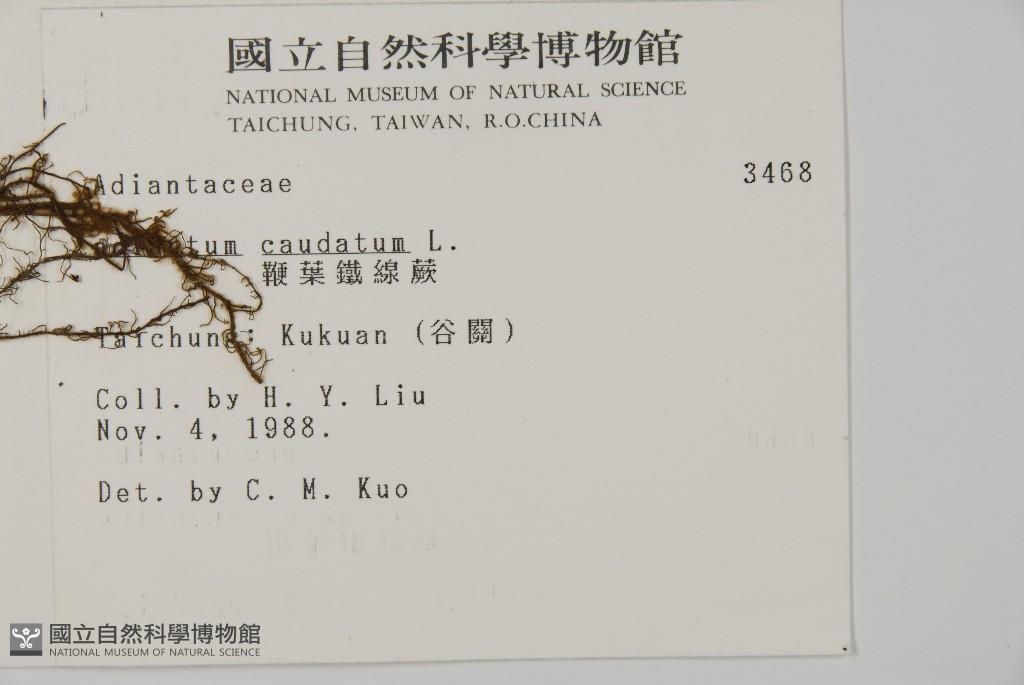 國立自然科學博物館
NATIONAL MUSEUM OF NATURAL SCIENCE
TAICHUNG, TAIWAN, R.O.CHINA
Adiantaceae
3468
Adiantum caudatum L.
鞭葉鐵線蕨
Taichung: Kukuan (谷關)
Coll. by H. Y. Liu
Nov. 4, 1988.
Det. by C. M. Kuo
國立自然科學博物館
NATIONAL MUSEUM OF NATURAL SCIENCE